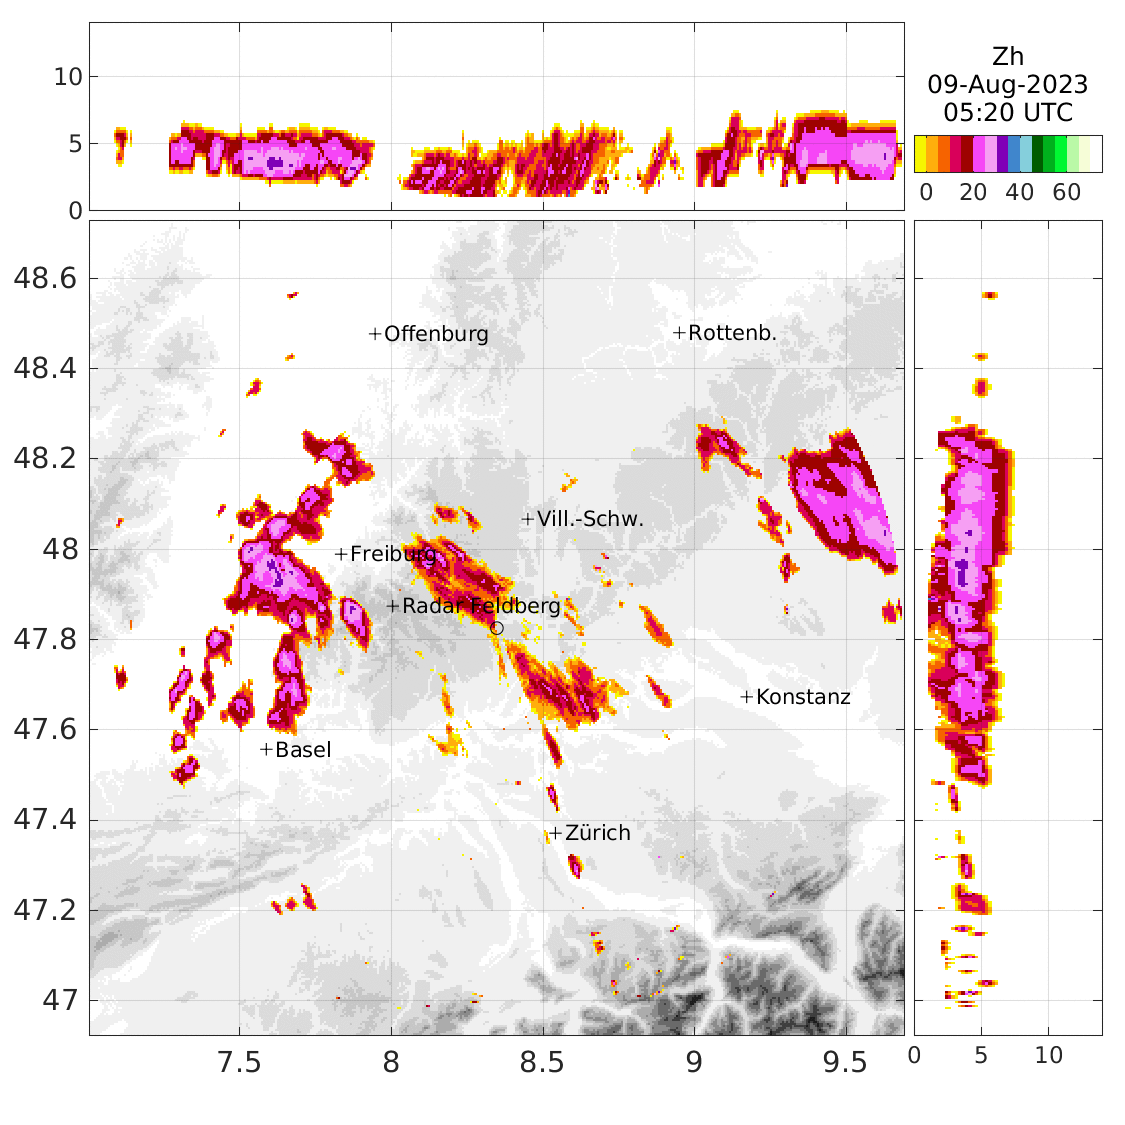 Zh
09-Aug-2023
05:20 UTC
10
5
0
0 20 40 60
48.6
48.4
48.2
48
47.8
47.6
47.4
47.2
47
+Offenburg
+Rottenb.
+Vill.-Schw.
+Freiburg
+Radar Feldberg
+Konstanz
+Basel
+Zürich
7.5 8 8.5 9 9.5
0 5 10